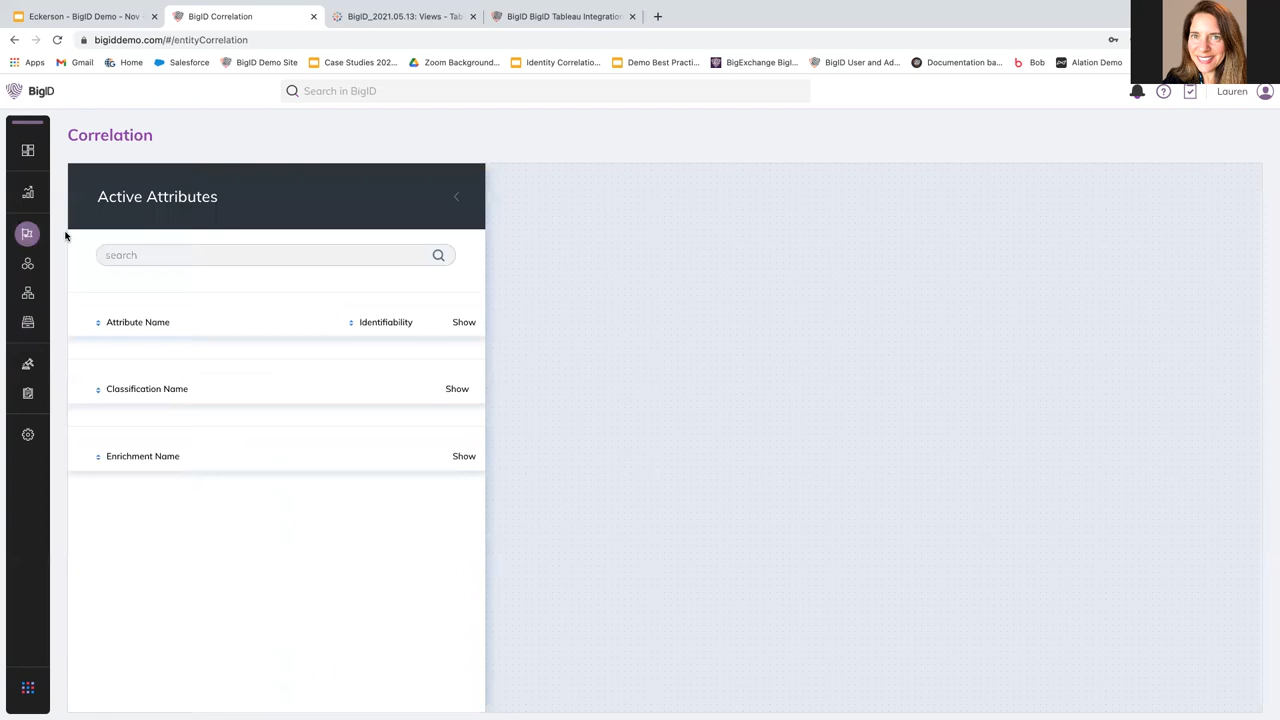 Eckerson - BigID Demo - Nov
BigID Correlation
BigID_2021.05.13: Views - Tab
BigID BigID Tableau Integration
bigiddemo.com/#/entityCorrelation
Apps
Gmail
Home
Salesforce
BigID Demo Site
Case Studies 202...
Zoom Background...
Identity Correlatio...
Demo Best Practi...
BigExchange BigI...
BigID User and Ad...
Documentation ba...
Bob
Alation Demo
BigID
Search in BigID
Lauren
Correlation
Active Attributes
search
Attribute Name Identifiability Show
Classification Name Show
Enrichment Name Show